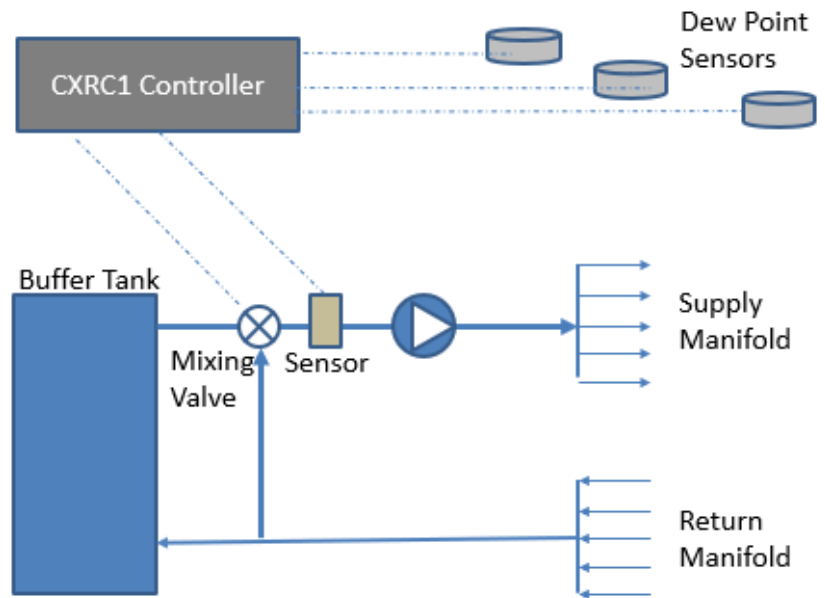 Dew Point
Sensors
CXRC1 Controller
Buffer Tank
Mixing
Valve
Sensor
Supply
Manifold
Return
Manifold